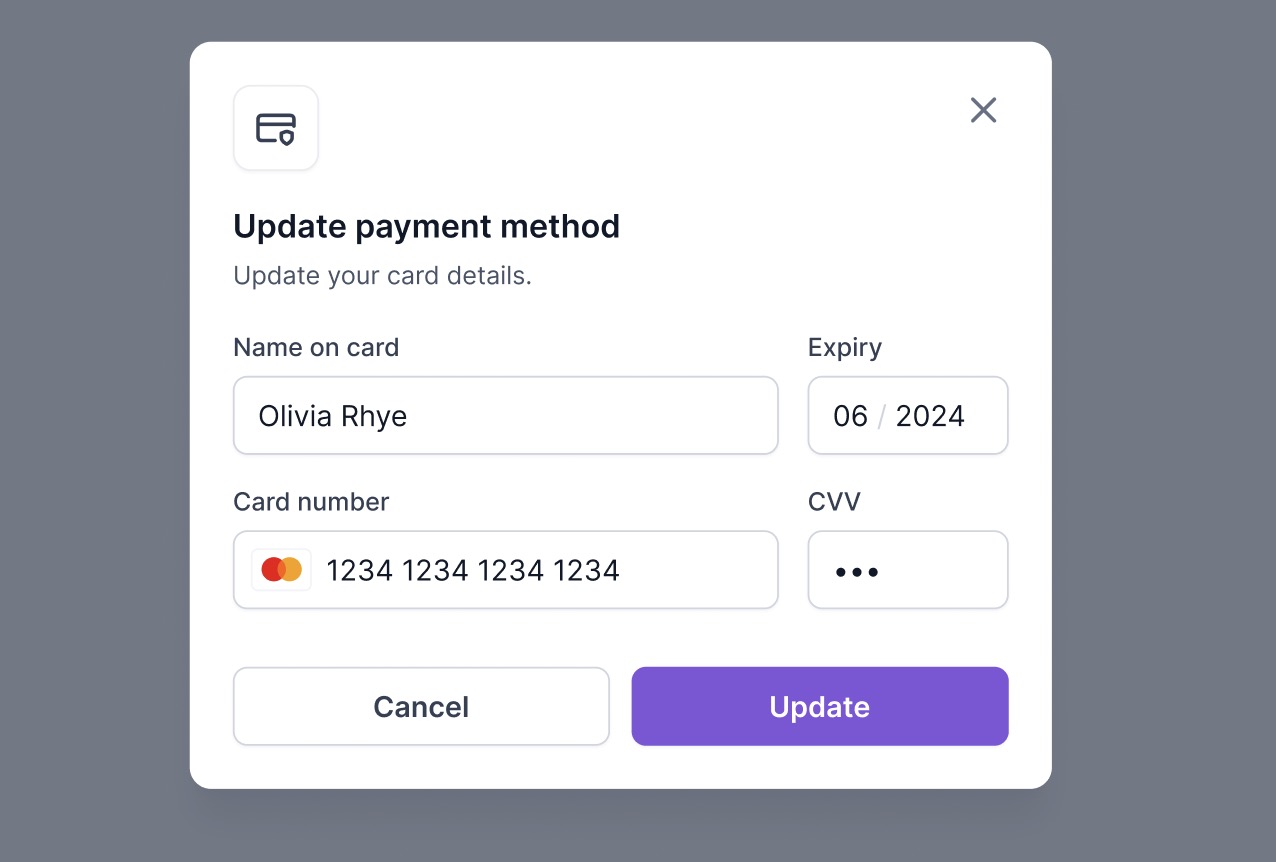 Update payment method
Update your card details.
Name on card
Expiry
Olivia Rhye
06 / 2024
Card number
CVV
1234 1234 1234 1234
•••
Cancel
Update